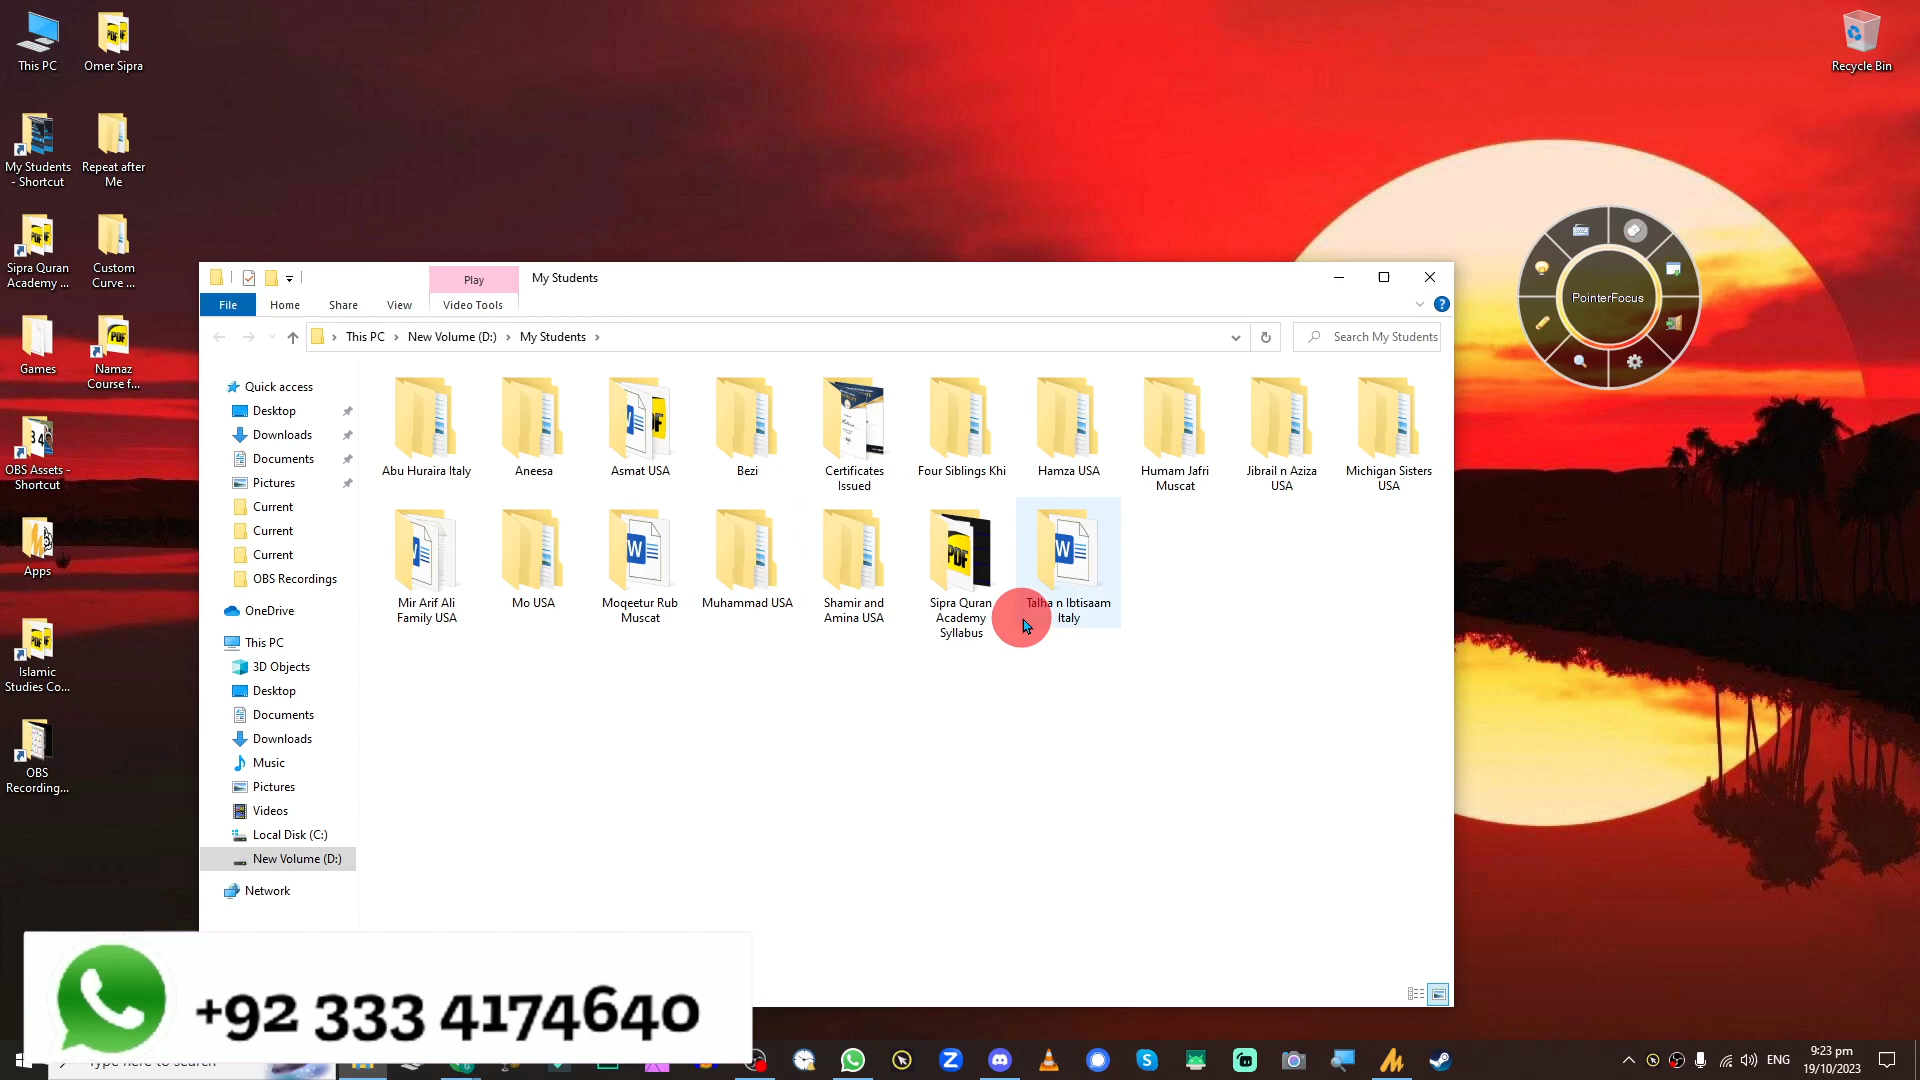 This PC
Omer Sipra
Recycle Bin
My Students
- Shortcut
Repeat after
Me
Sipra Quran
Academy ...
Custom
Curve ...
Games
Namaz
Course f...
OBS Assets -
Shortcut
Apps
Islamic
Studies Co...
OBS
Recording...
PointerFocus
Play
My Students
File
Home
Share
View
Video Tools
This PC
New Volume (D:)
My Students
Search My Students
Quick access
Desktop
Downloads
Documents
Pictures
Current
Current
Current
OBS Recordings
OneDrive
This PC
3D Objects
Desktop
Documents
Downloads
Music
Pictures
Videos
Local Disk (C:)
New Volume (D:)
Network
Abu Huraira Italy
Aneesa
Asmat USA
Bezi
Certificates
Issued
Four Siblings Khi
Hamza USA
Humam Jafri
Muscat
Jibrail n Aziza
USA
Michigan Sisters
USA
Mir Arif Ali
Family USA
Mo USA
Moqeetur Rub
Muscat
Muhammad USA
Shamir and
Amina USA
Sipra Quran
Academy
Syllabus
Talha n Ibtisaam
Italy
+92 333 4174640
Type here to search
ENG
9:23 pm
19/10/2023